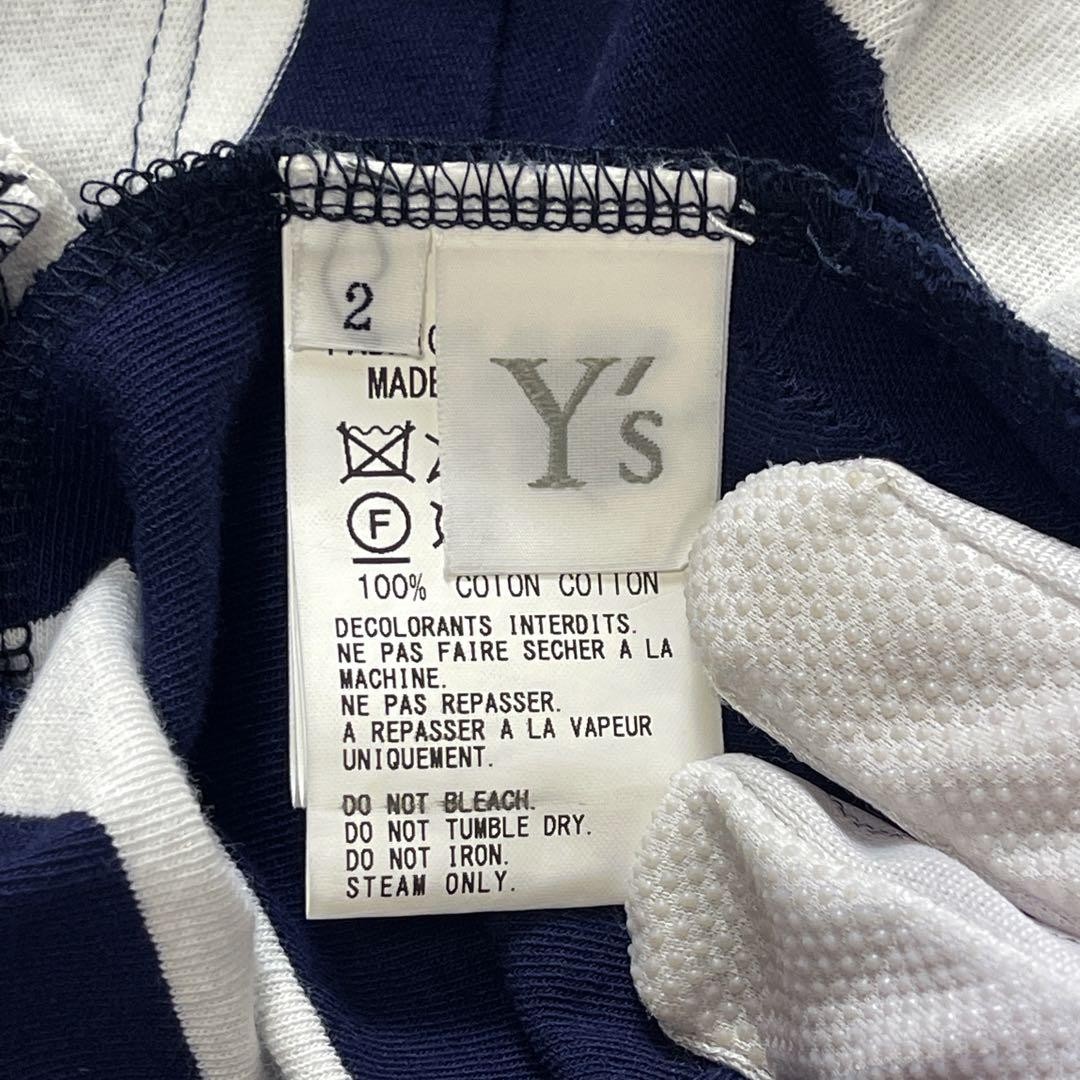 2
Y's
MADE
F
100% COTON COTTON
DECOLORANTS INTERDITS.
NE PAS FAIRE SECHER A LA
MACHINE.
NE PAS REPASSER.
A REPASSER A LA VAPEUR
UNIQUEMENT.
DO NOT BLEACH.
DO NOT TUMBLE DRY.
DO NOT IRON.
STEAM ONLY.